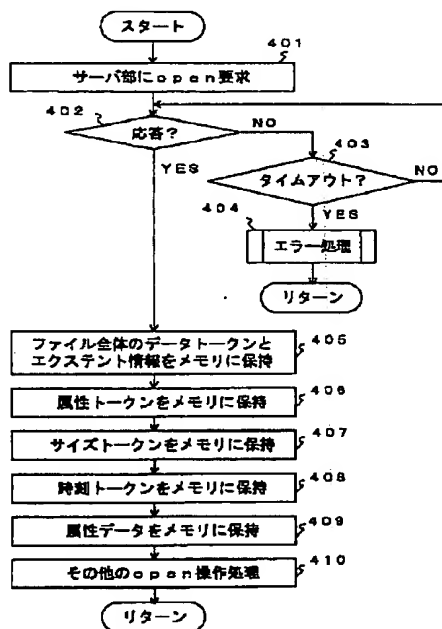 スタート
401
サーバ部にopen要求
402
応答？
NO
403
YES
タイムアウト？
NO
404
YES
エラー処理
リターン
ファイル全体のデータトークンと
エクステント情報をメモリに保持
405
属性トークンをメモリに保持
406
サイズトークンをメモリに保持
407
時刻トークンをメモリに保持
408
属性データをメモリに保持
409
その他のopen操作処理
410
リターン